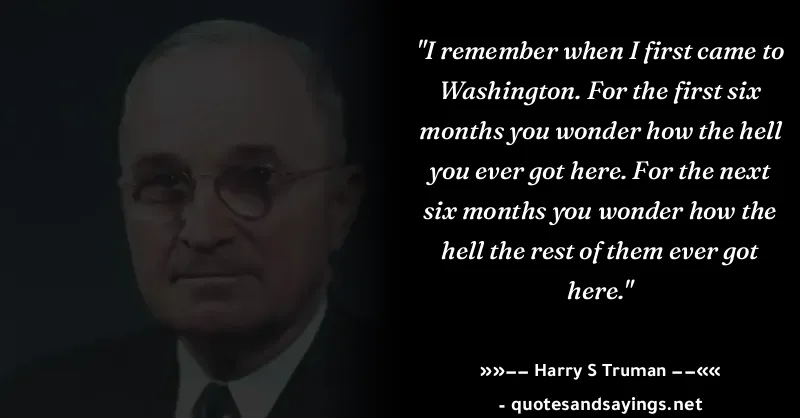 "I remember when I first came to
Washington. For the first six
months you wonder how the hell
you ever got here. For the next
six months you wonder how the
hell the rest of them ever got
here."
»»−− Harry S Truman −−««
- quotesandsayings.net